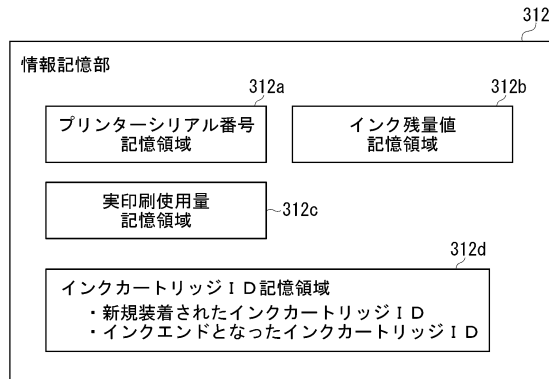 312
情報記憶部
312a
プリンターシリアル番号
記憶領域
312b
インク残量値
記憶領域
実印刷使用量
記憶領域
312c
312d
インクカートリッジＩＤ記憶領域
・新規装着されたインクカートリッジＩＤ
・インクエンドとなったインクカートリッジＩＤ